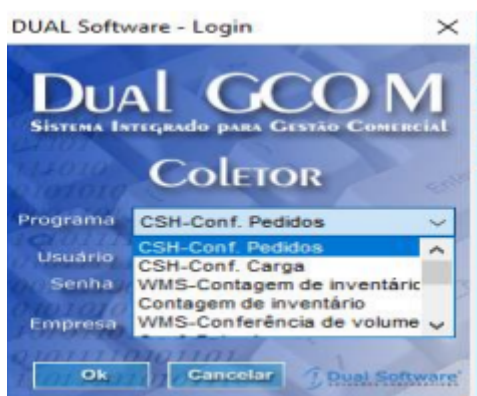 DUAL Software - Login
DUAL GCOM
SISTEMA INTEGRADO PARA GESTÃO COMERCIAL
COLETOR
Programa CSH-Conf. Pedidos
CSH-Conf. Pedidos
Usuário
CSH-Conf. Carga
Senha WMS-Contagem de inventáric
Contagem de inventário
Empresa WMS-Conferência de volume
Ok Cancelar Dual Software